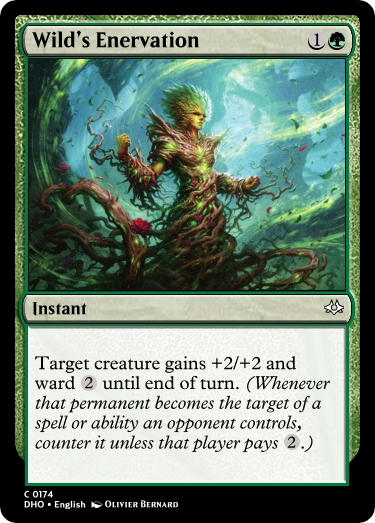 Wild's Enervation 1
Instant
Target creature gains +2/+2 and
ward 2 until end of turn. (Whenever
that permanent becomes the target of a
spell or ability an opponent controls,
counter it unless that player pays 2.)
C 0174
DHO • English Olivier Bernard